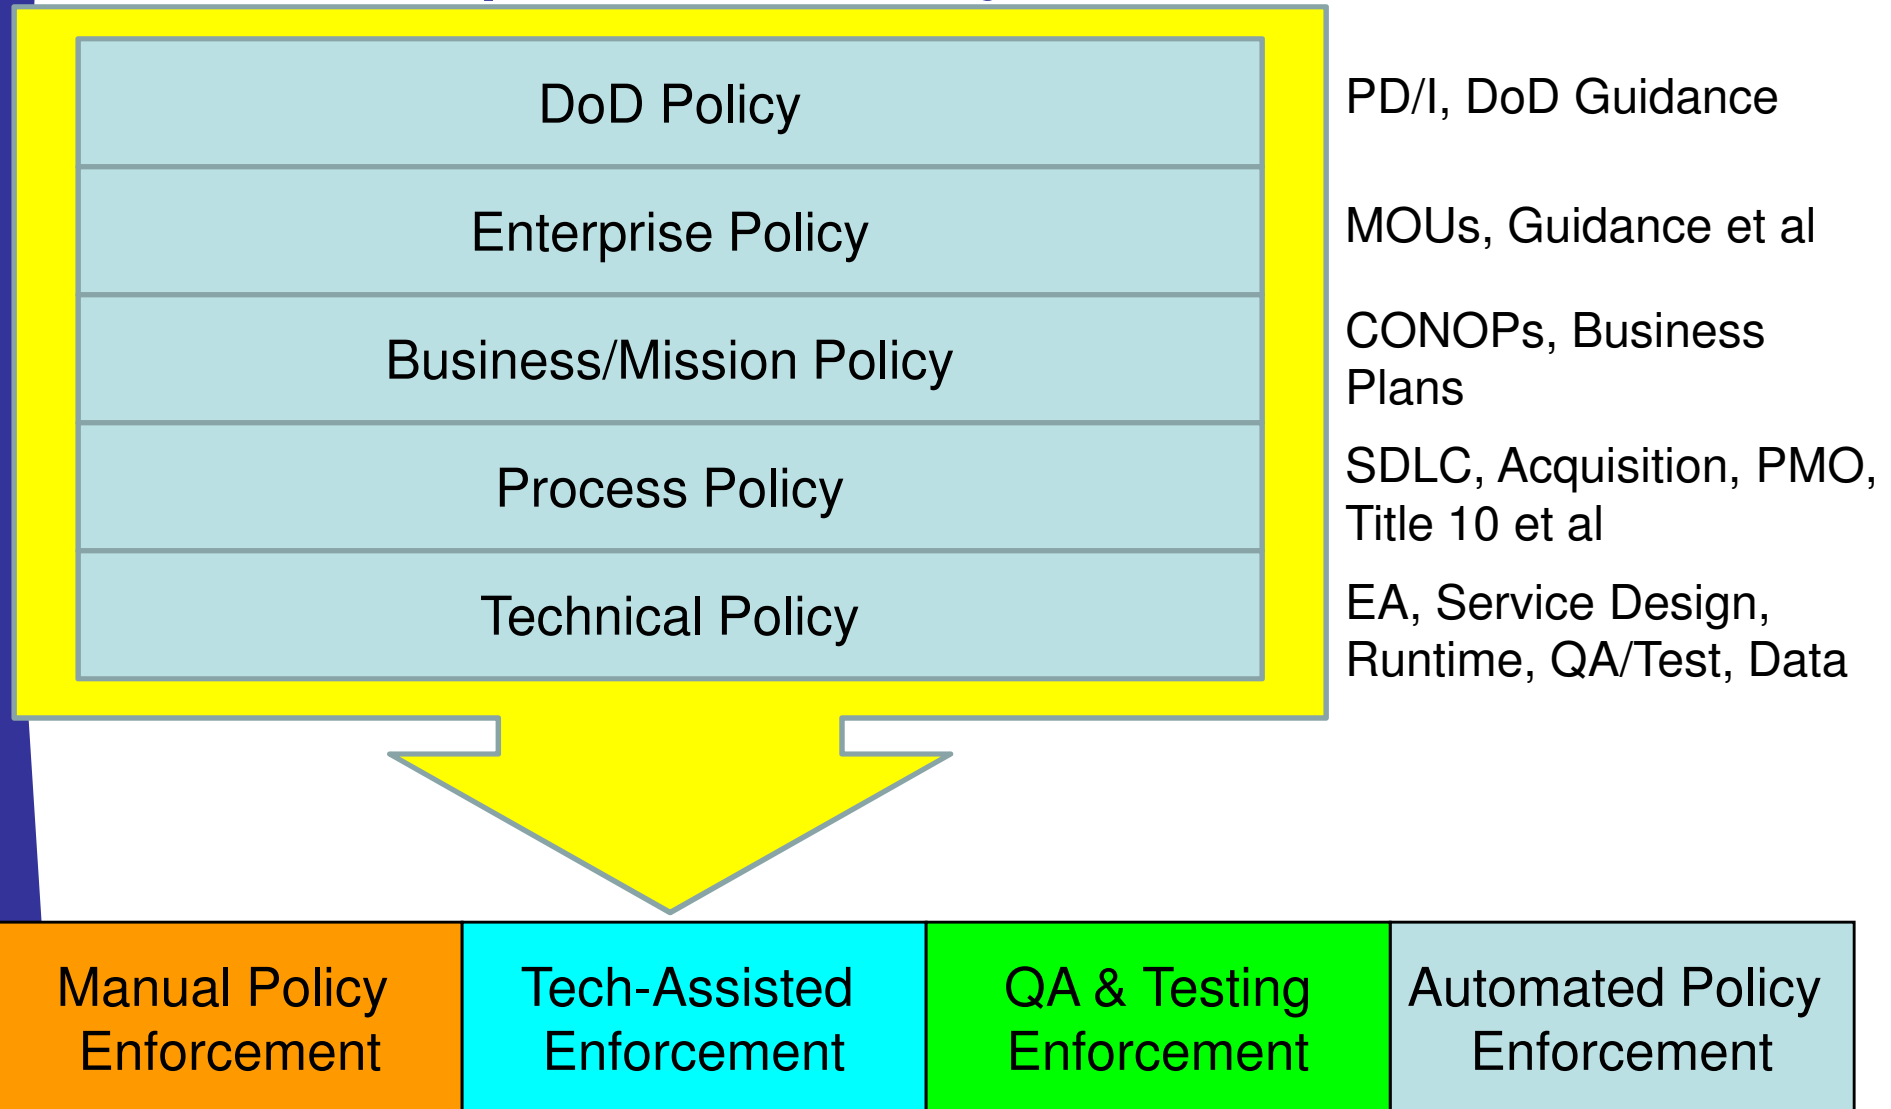 DoD Policy
PD/I, DoD Guidance
Enterprise Policy
MOUs, Guidance et al
Business/Mission Policy
CONOPs, Business
Plans
Process Policy
SDLC, Acquisition, PMO,
Title 10 et al
Technical Policy
EA, Service Design,
Runtime, QA/Test, Data
Manual Policy
Enforcement
Tech-Assisted
Enforcement
QA & Testing
Enforcement
Automated Policy
Enforcement